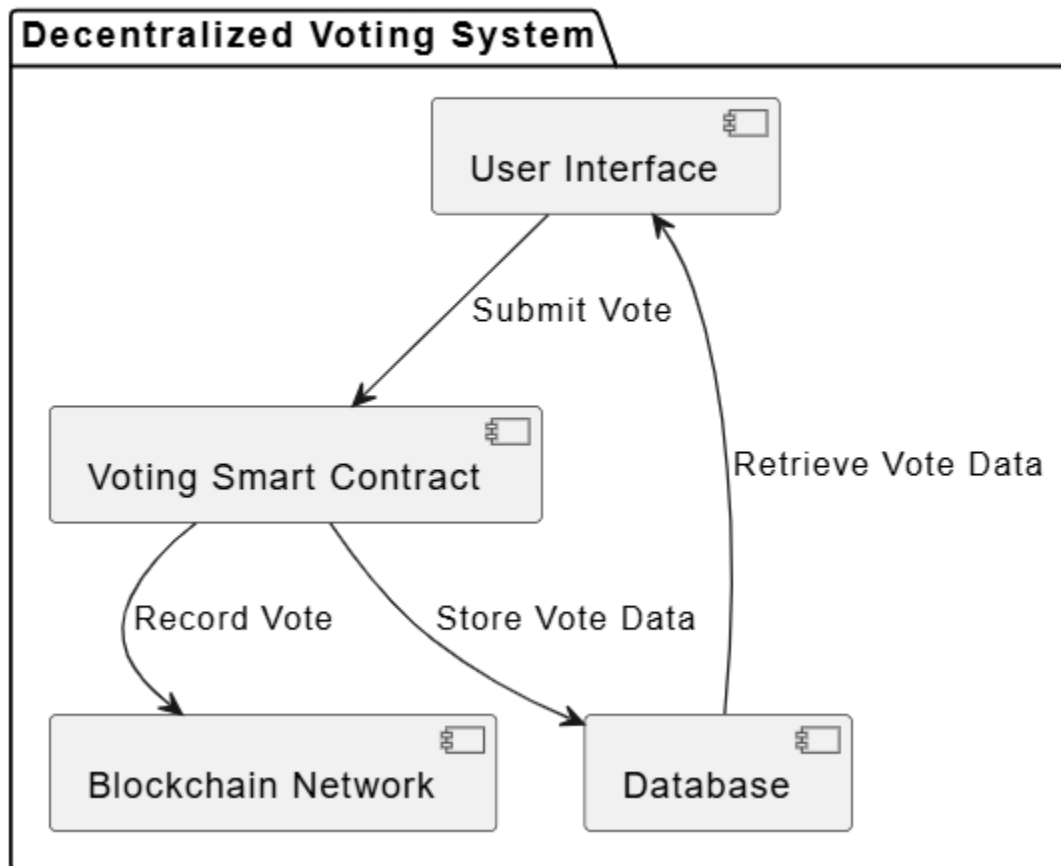 Decentralized Voting System
User Interface
Submit Vote
Voting Smart Contract
Retrieve Vote Data
Record Vote
Store Vote Data
Blockchain Network
Database